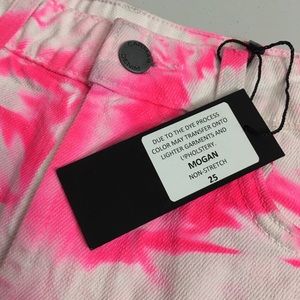 DUE TO THE DYE PROCESS
COLOR MAY TRANSFER ONTO
LIGHTER GARMENTS AND
UPHOLSTERY.
MOGAN
NON-STRETCH
25